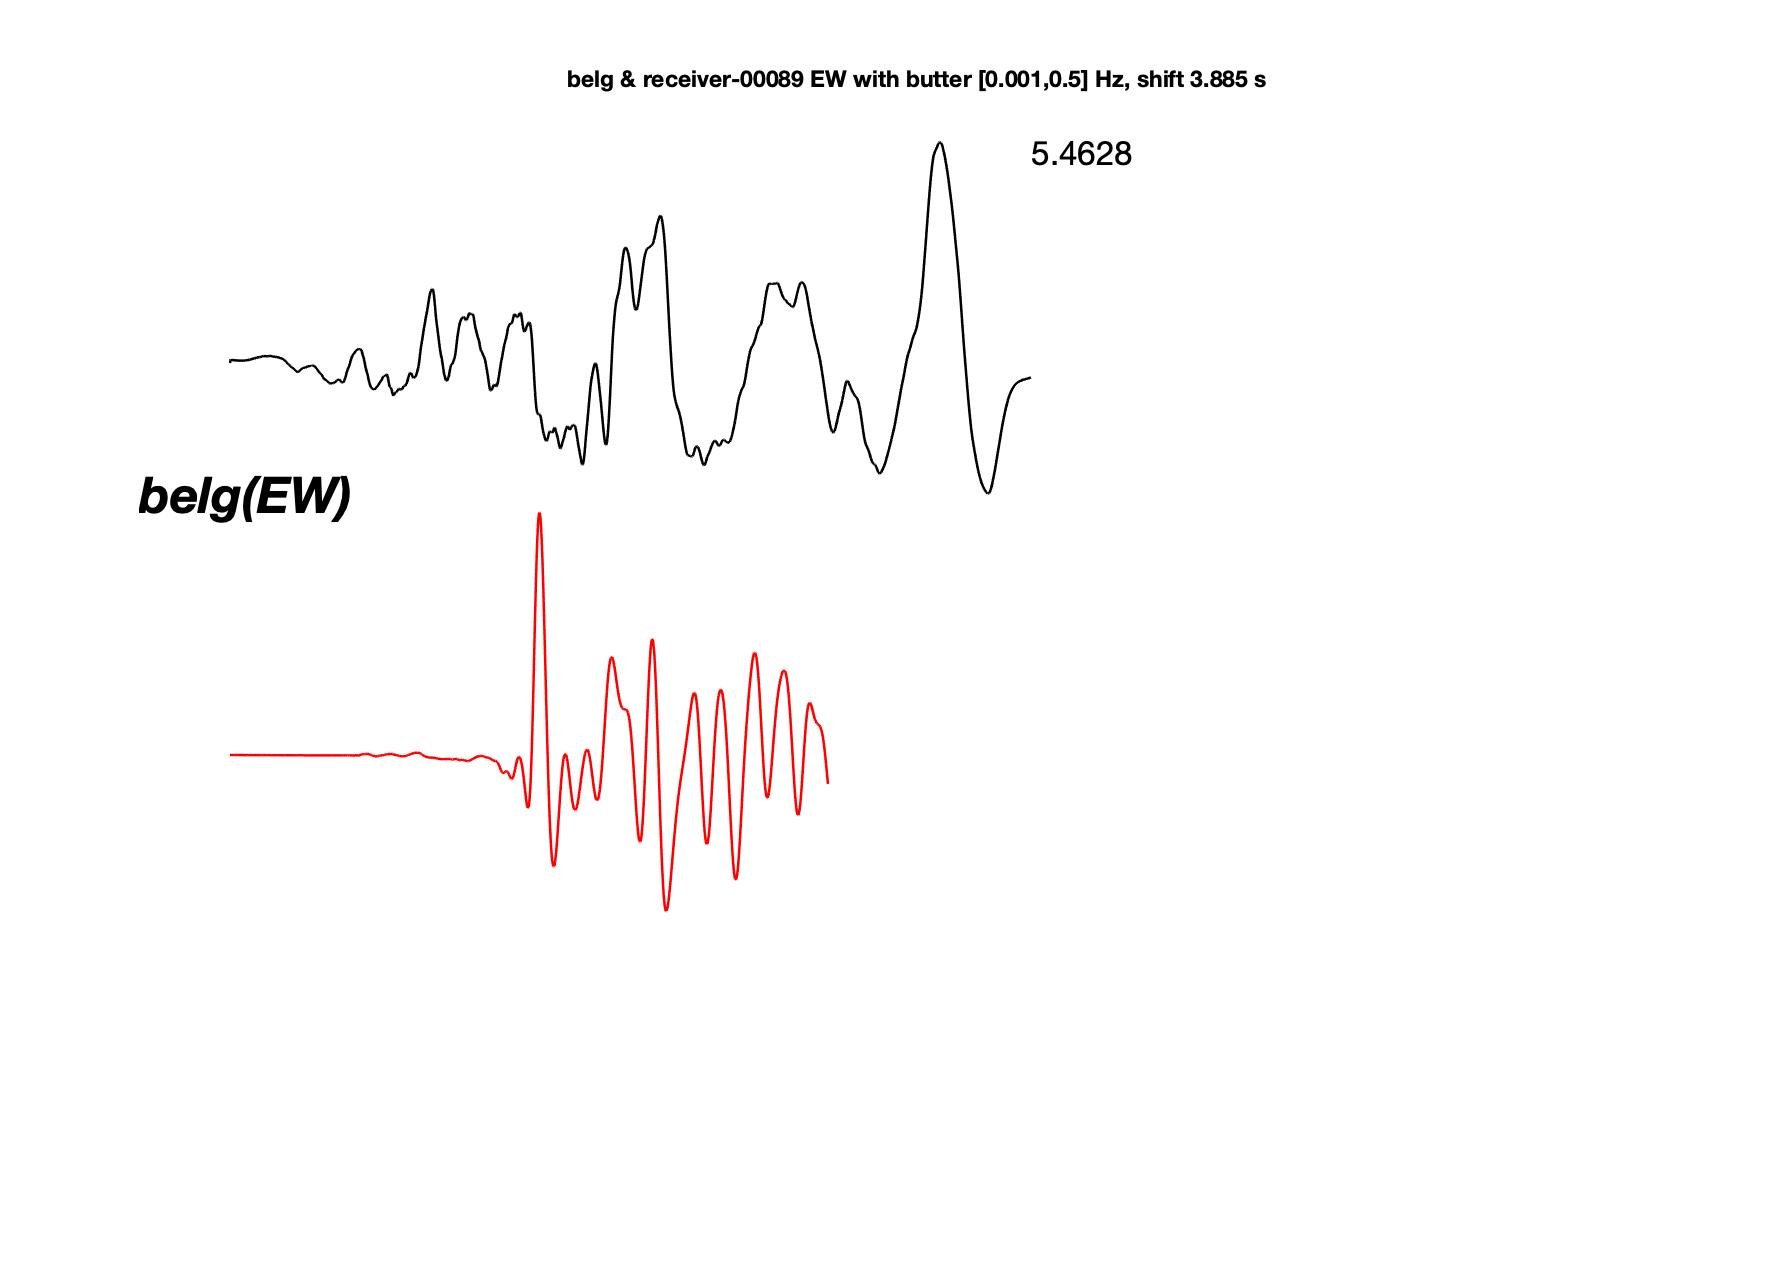 belg & receiver-00089 EW with butter [0.001,0.5] Hz, shift 3.885 s
5.4628
belg(EW)